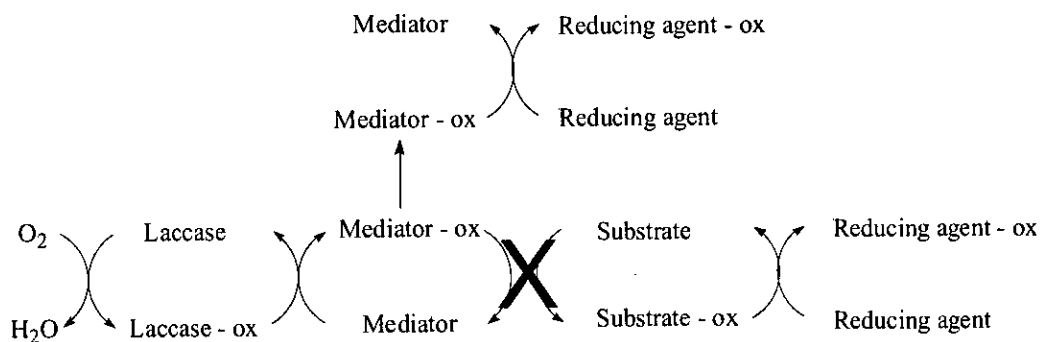 Mediator Reducing agent - ox
Mediator - ox Reducing agent
O₂ Laccase Mediator - ox Substrate Reducing agent - ox
H₂O Laccase - ox Mediator Substrate - ox Reducing agent